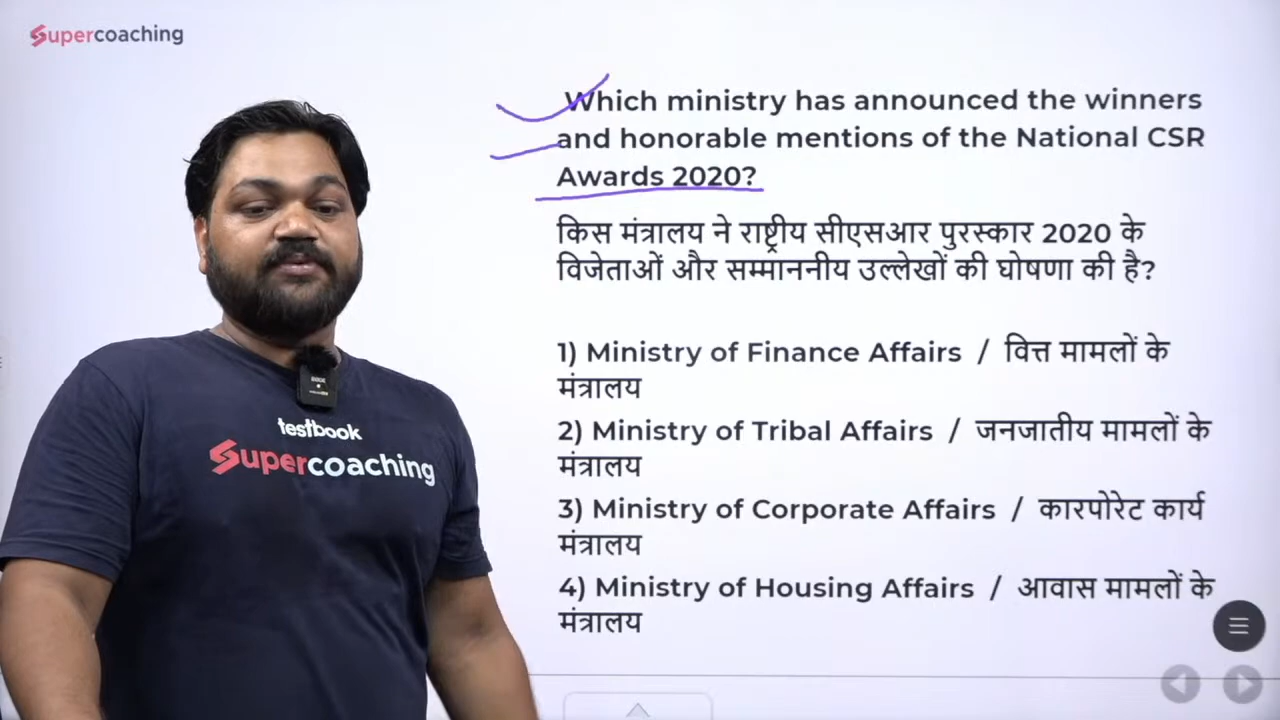 Supercoaching
Which ministry has announced the winners
and honorable mentions of the National CSR
Awards 2020?
किस मंत्रालय ने राष्ट्रीय सीएसआर पुरस्कार 2020 के
विजेताओं और सम्माननीय उल्लेखों की घोषणा की है?
1) Ministry of Finance Affairs / वित्त मामलों के
मंत्रालय
2) Ministry of Tribal Affairs / जनजातीय मामलों के
मंत्रालय
3) Ministry of Corporate Affairs / कारपोरेट कार्य
मंत्रालय
4) Ministry of Housing Affairs / आवास मामलों के
मंत्रालय
testbook
Supercoaching